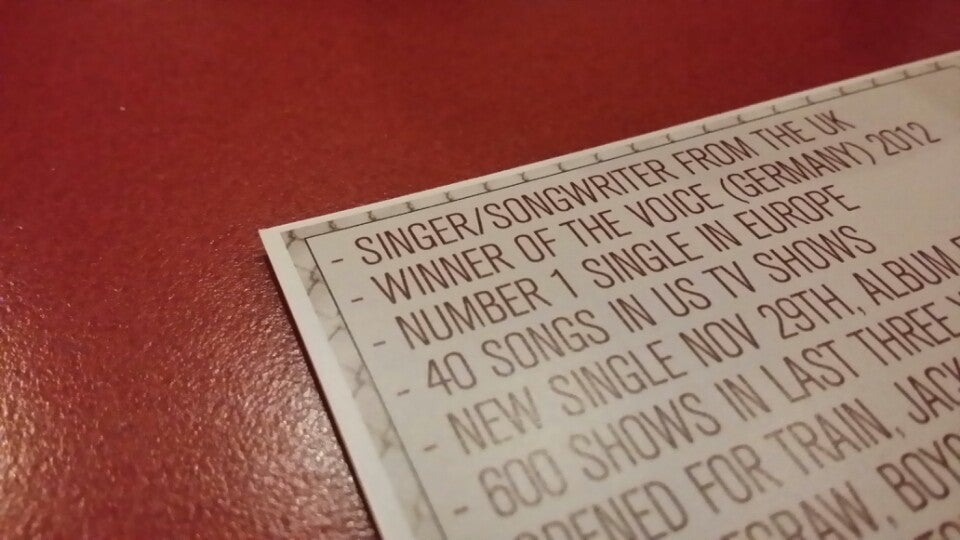 - SINGER/SONGWRITER FROM THE UK
- WINNER OF THE VOICE (GERMANY) 2012
- NUMBER 1 SINGLE IN EUROPE
- 40 SONGS IN US TV SHOWS
- NEW SINGLE NOV 29TH, ALBUM
- 600 SHOWS IN LAST THREE
OPENED FOR TRAIN,